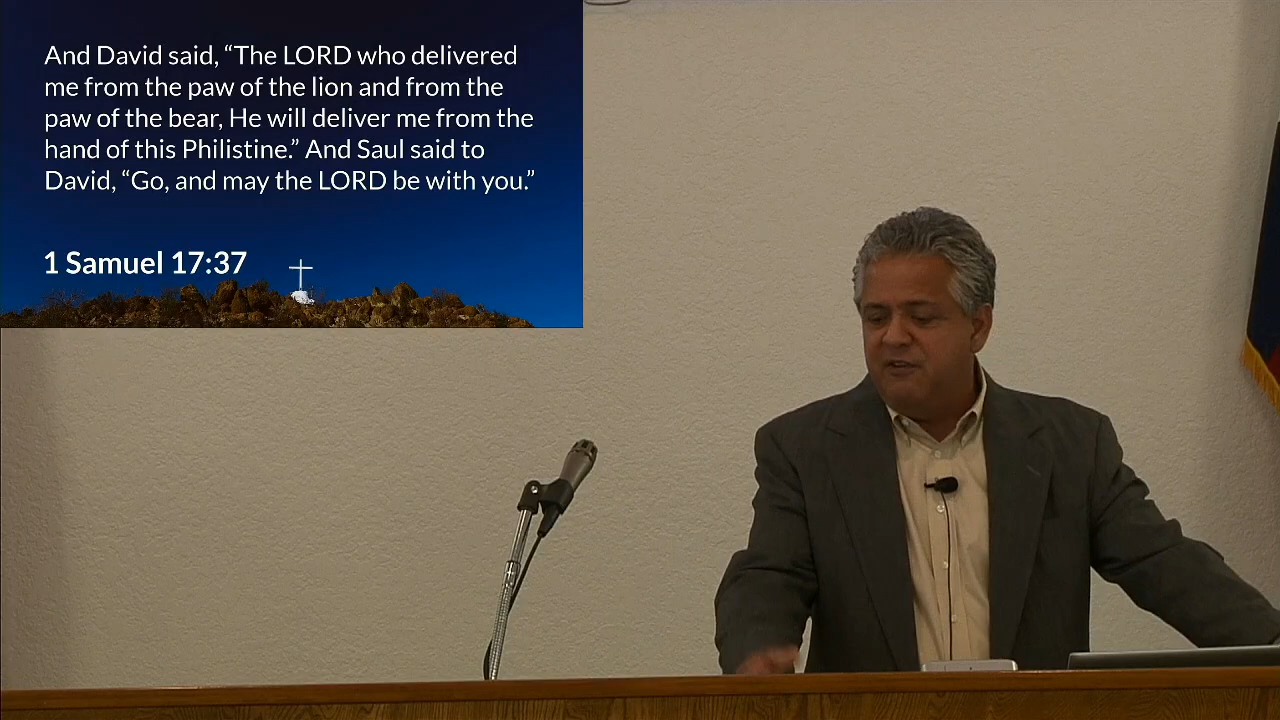 And David said, “The LORD who delivered
me from the paw of the lion and from the
paw of the bear, He will deliver me from the
hand of this Philistine.” And Saul said to
David, “Go, and may the LORD be with you.”
1 Samuel 17:37